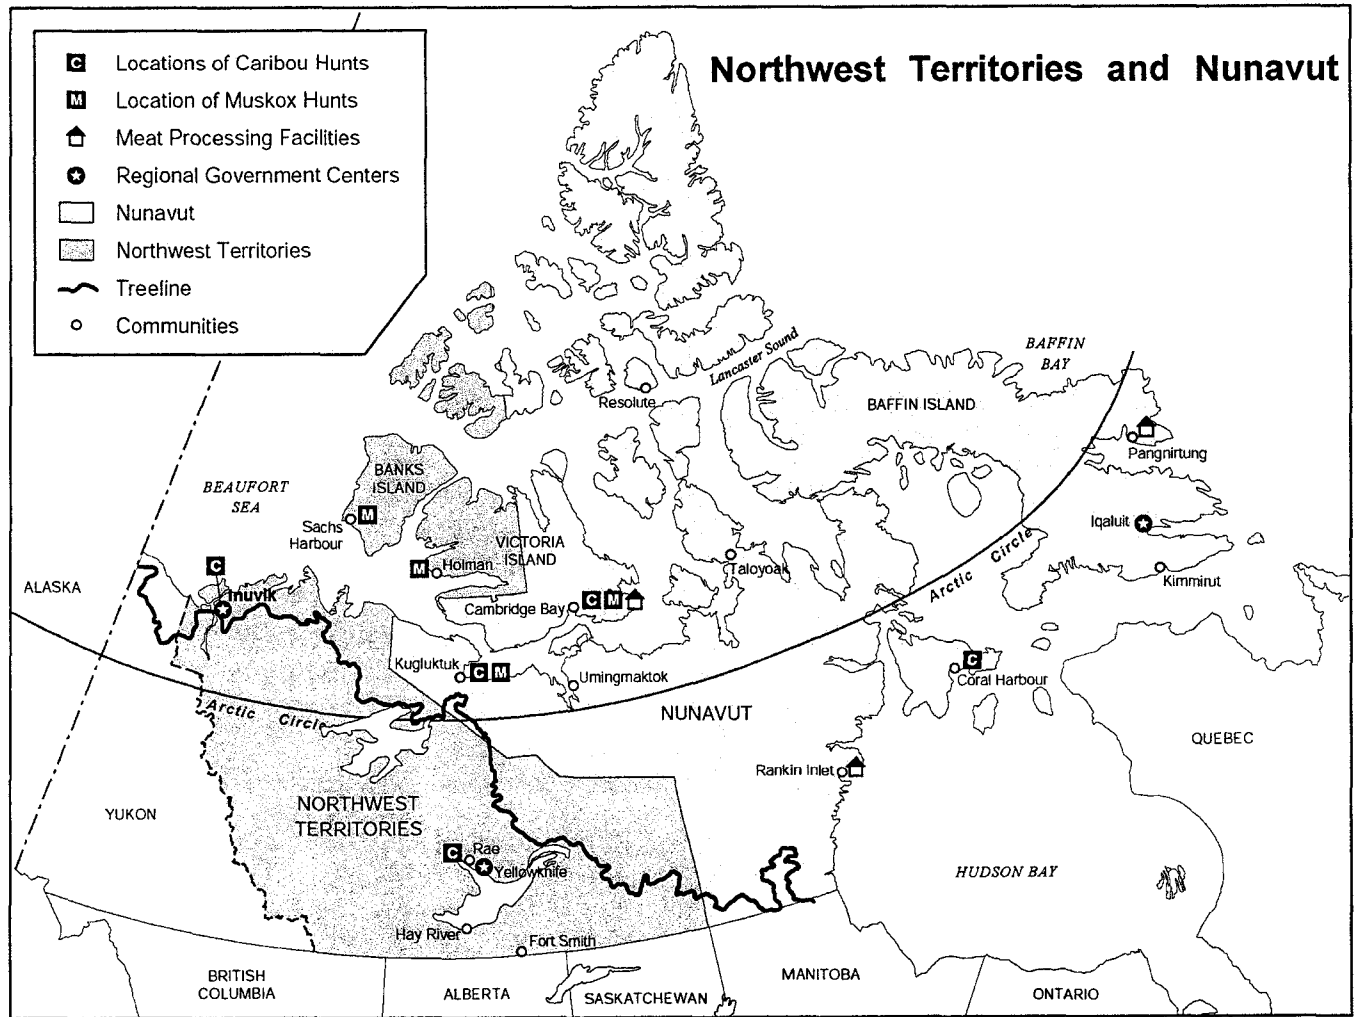 Northwest Territories and Nunavut
C Locations of Caribou Hunts
M Location of Muskox Hunts
Meat Processing Facilities
Regional Government Centers
Nunavut
Northwest Territories
Treeline
Communities
BAFFIN
BAY
Lancaster Sound
Resolute
BAFFIN ISLAND
Pangnirtung
BANKS
ISLAND
BEAUFORT
SEA
Sachs
Harbour
M
Iqaluit
VICTORIA
ISLAND
M
Holman
Taloyoak
Arctic Circle
Kimmirut
C
ALASKA
Inuvik
Cambridge Bay
C M
Kugluktuk
C M
Umingmaktok
C
Coral Harbour
Arctic Circle
NUNAVUT
QUEBEC
Rankin Inlet
YUKON
NORTHWEST
TERRITORIES
C
Rae
Yellowknife
HUDSON BAY
Hay River
Fort Smith
BRITISH
COLUMBIA
ALBERTA
SASKATCHEWAN
MANITOBA
ONTARIO